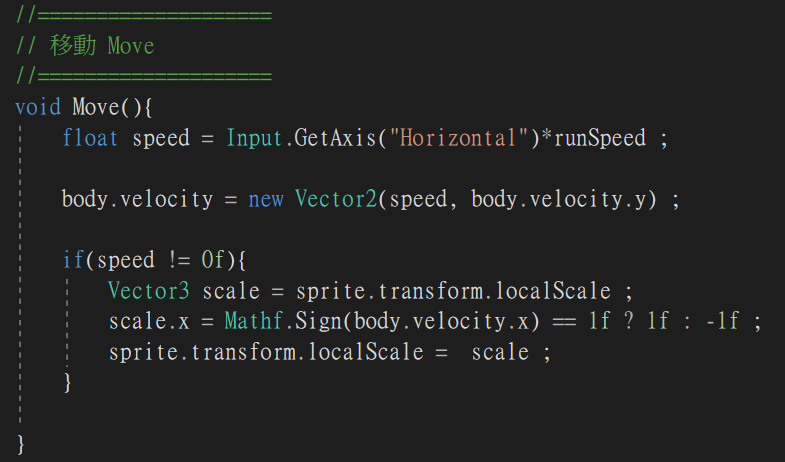 //====================
// 移動 Move
//====================
void Move(){
float speed = Input.GetAxis("Horizontal")*runSpeed ;
body.velocity = new Vector2(speed, body.velocity.y) ;
if(speed != 0f){
Vector3 scale = sprite.transform.localScale ;
scale.x = Mathf.Sign(body.velocity.x) == 1f ? 1f : -1f ;
sprite.transform.localScale =  scale ;
}
}